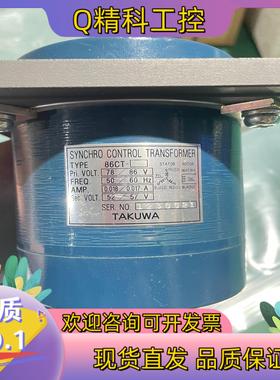 Q精科工控
SYNCHRO CONTROL TRANSFORMER
TYPE 86CT-
STATOR ROTOR
Pri. VOLT 78 / 86 V
FREQ 50 / 60 Hz
AMP
Sec. VOLT 52 / 57 V
SER. NO.
TAKUWA
质
0.1
欢迎咨询可开发票
现货直发 品质保证